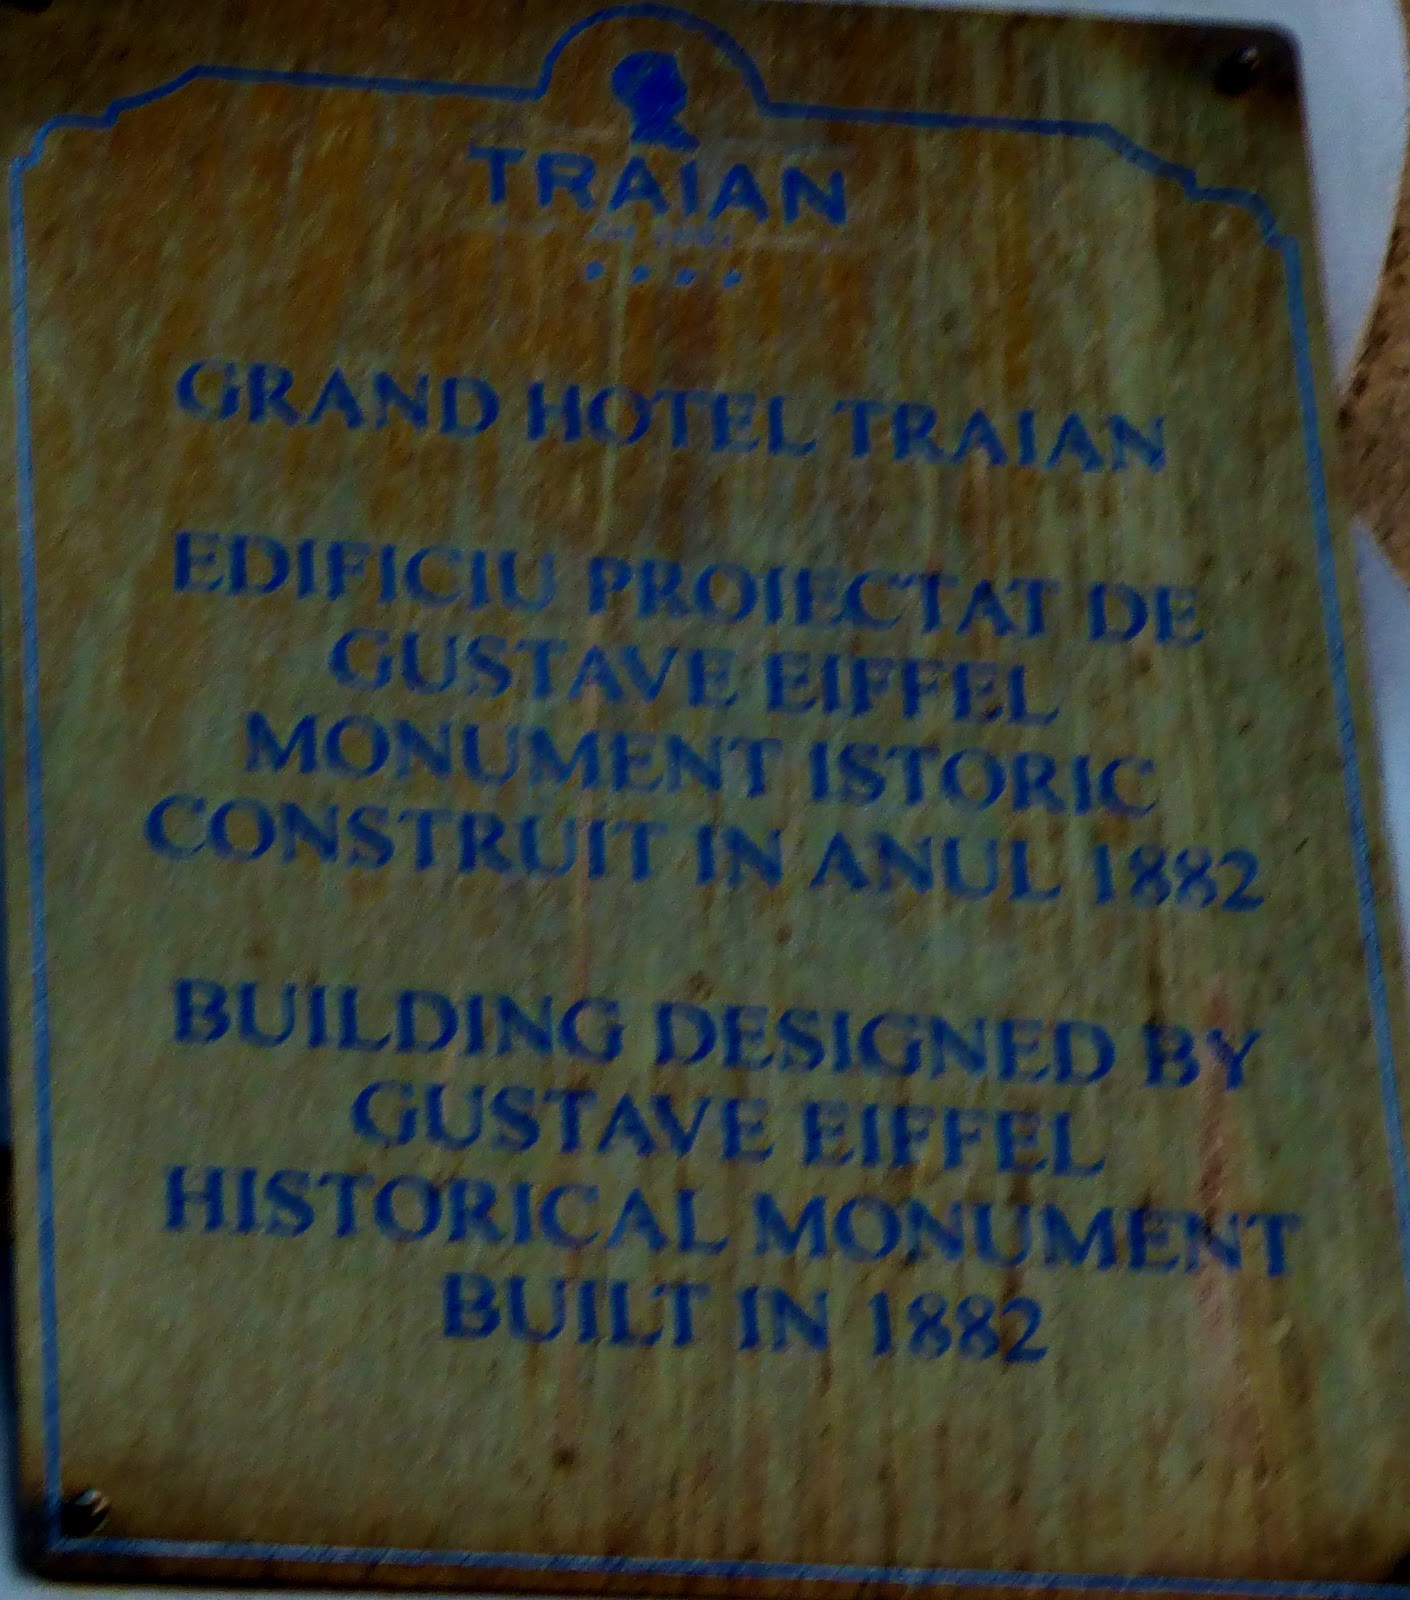 TRAIAN
GRAND HOTEL TRAIAN
EDIFICIU PROIECTAT DE
GUSTAVE EIFFEL
MONUMENT ISTORIC
CONSTRUIT IN ANUL 1882
BUILDING DESIGNED BY
GUSTAVE EIFFEL
HISTORICAL MONUMENT
BUILT IN 1882